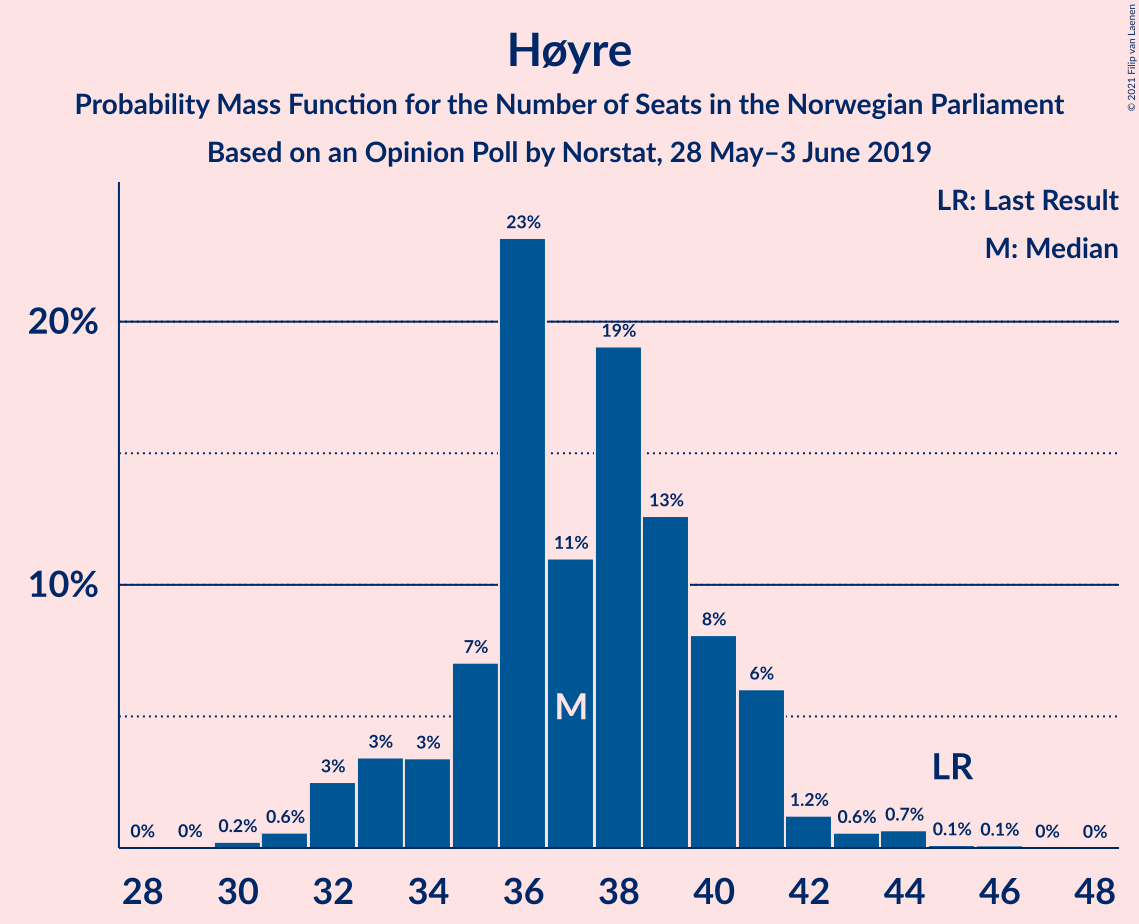 Høyre
Probability Mass Function for the Number of Seats in the Norwegian Parliament
Based on an Opinion Poll by Norstat, 28 May–3 June 2019
© 2021 Filip van Laenen
LR: Last Result
M: Median
20%
10%
0%
0%
0.2%
0.6%
3%
3%
3%
7%
23%
11%
19%
13%
8%
6%
1.2%
0.6%
0.7%
0.1%
0.1%
0%
0%
M
LR
28 30 32 34 36 38 40 42 44 46 48